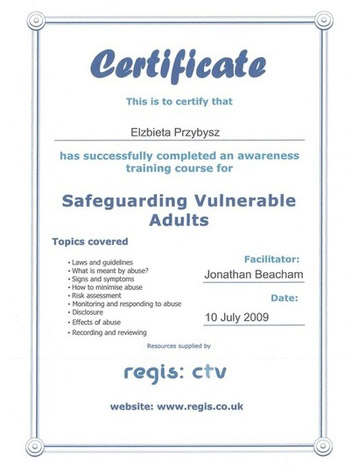 Certificate
This is to certify that
Elzbieta Przybysz
has successfully completed an awareness
training course for
Safeguarding Vulnerable
Adults
Topics covered
• Laws and guidelines
• What is meant by abuse?
• Signs and symptoms
• How to minimise abuse
• Risk assessment
• Monitoring and responding to abuse
• Disclosure
• Effects of abuse
• Recording and reviewing
Facilitator:
Jonathan Beacham
Date:
10 July 2009
Resources supplied by
regis: ctv
website: www.regis.co.uk